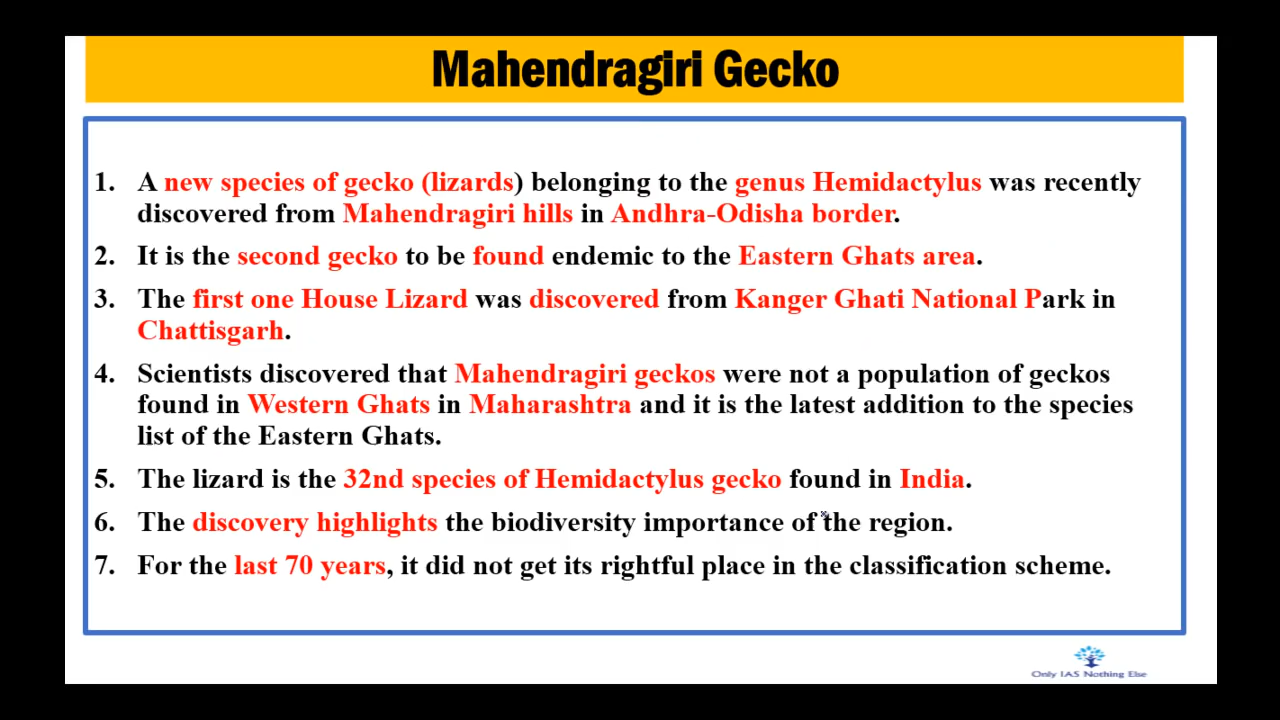 Mahendragiri Gecko
1. A new species of gecko (lizards) belonging to the genus Hemidactylus was recently
discovered from Mahendragiri hills in Andhra-Odisha border.
2. It is the second gecko to be found endemic to the Eastern Ghats area.
3. The first one House Lizard was discovered from Kanger Ghati National Park in
Chattisgarh.
4. Scientists discovered that Mahendragiri geckos were not a population of geckos
found in Western Ghats in Maharashtra and it is the latest addition to the species
list of the Eastern Ghats.
5. The lizard is the 32nd species of Hemidactylus gecko found in India.
6. The discovery highlights the biodiversity importance of the region.
7. For the last 70 years, it did not get its rightful place in the classification scheme.
Only IAS Nothing Else